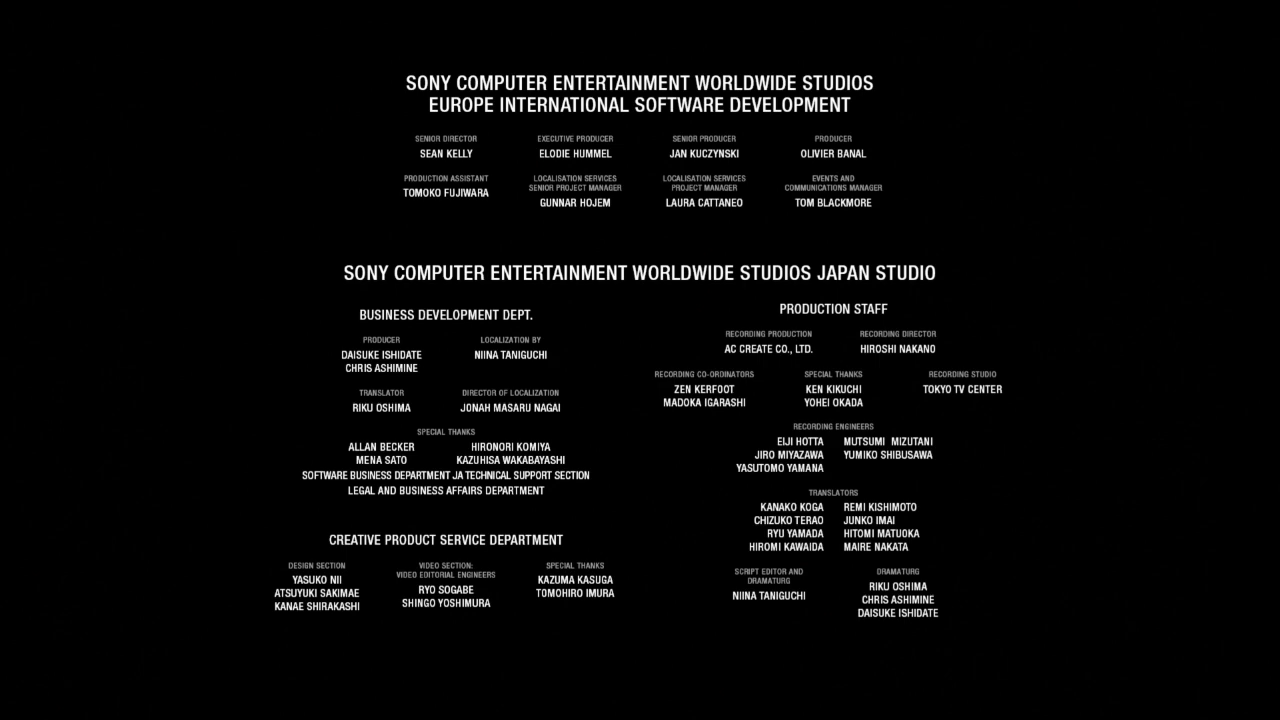 SONY COMPUTER ENTERTAINMENT WORLDWIDE STUDIOS
EUROPE INTERNATIONAL SOFTWARE DEVELOPMENT
SENIOR DIRECTOR
SEAN KELLY
EXECUTIVE PRODUCER
ELODIE HUMMEL
SENIOR PRODUCER
JAN KUCZYNSKI
PRODUCER
OLIVIER BANAL
PRODUCTION ASSISTANT
TOMOKO FUJIWARA
LOCALISATION SERVICES
SENIOR PROJECT MANAGER
GUNNAR HOJEM
LOCALISATION SERVICES
PROJECT MANAGER
LAURA CATTANEO
EVENTS AND
COMMUNICATIONS MANAGER
TOM BLACKMORE
SONY COMPUTER ENTERTAINMENT WORLDWIDE STUDIOS JAPAN STUDIO
BUSINESS DEVELOPMENT DEPT.
PRODUCER
DAISUKE ISHIDATE
CHRIS ASHIMINE
LOCALIZATION BY
NIINA TANIGUCHI
TRANSLATOR
RIKU OSHIMA
DIRECTOR OF LOCALIZATION
JONAH MASARU NAGAI
SPECIAL THANKS
ALLAN BECKER
HIRONORI KOMIYA
MENA SATO
KAZUHISA WAKABAYASHI
SOFTWARE BUSINESS DEPARTMENT JA TECHNICAL SUPPORT SECTION
LEGAL AND BUSINESS AFFAIRS DEPARTMENT
CREATIVE PRODUCT SERVICE DEPARTMENT
DESIGN SECTION
YASUKO NII
ATSUYUKI SAKIMAE
KANAE SHIRAKASHI
VIDEO SECTION:
VIDEO EDITORIAL ENGINEERS
RYO SOGABE
SHINGO YOSHIMURA
SPECIAL THANKS
KAZUMA KASUGA
TOMOHIRO IMURA
PRODUCTION STAFF
RECORDING PRODUCTION
AC CREATE CO., LTD.
RECORDING DIRECTOR
HIROSHI NAKANO
RECORDING CO-ORDINATORS
ZEN KERFOOT
MADOKA IGARASHI
SPECIAL THANKS
KEN KIKUCHI
YOHEI OKADA
RECORDING STUDIO
TOKYO TV CENTER
RECORDING ENGINEERS
EIJI HOTTA
MUTSUMI MIZUTANI
JIRO MIYAZAWA
YUMIKO SHIBUSAWA
YASUTOMO YAMANA
TRANSLATORS
KANAKO KOGA
REMI KISHIMOTO
CHIZUKO TERAO
JUNKO IMAI
RYU YAMADA
HITOMI MATUOKA
HIROMI KAWAIDA
MAIRE NAKATA
SCRIPT EDITOR AND
DRAMATURG
NIINA TANIGUCHI
DRAMATURG
RIKU OSHIMA
CHRIS ASHIMINE
DAISUKE ISHIDATE